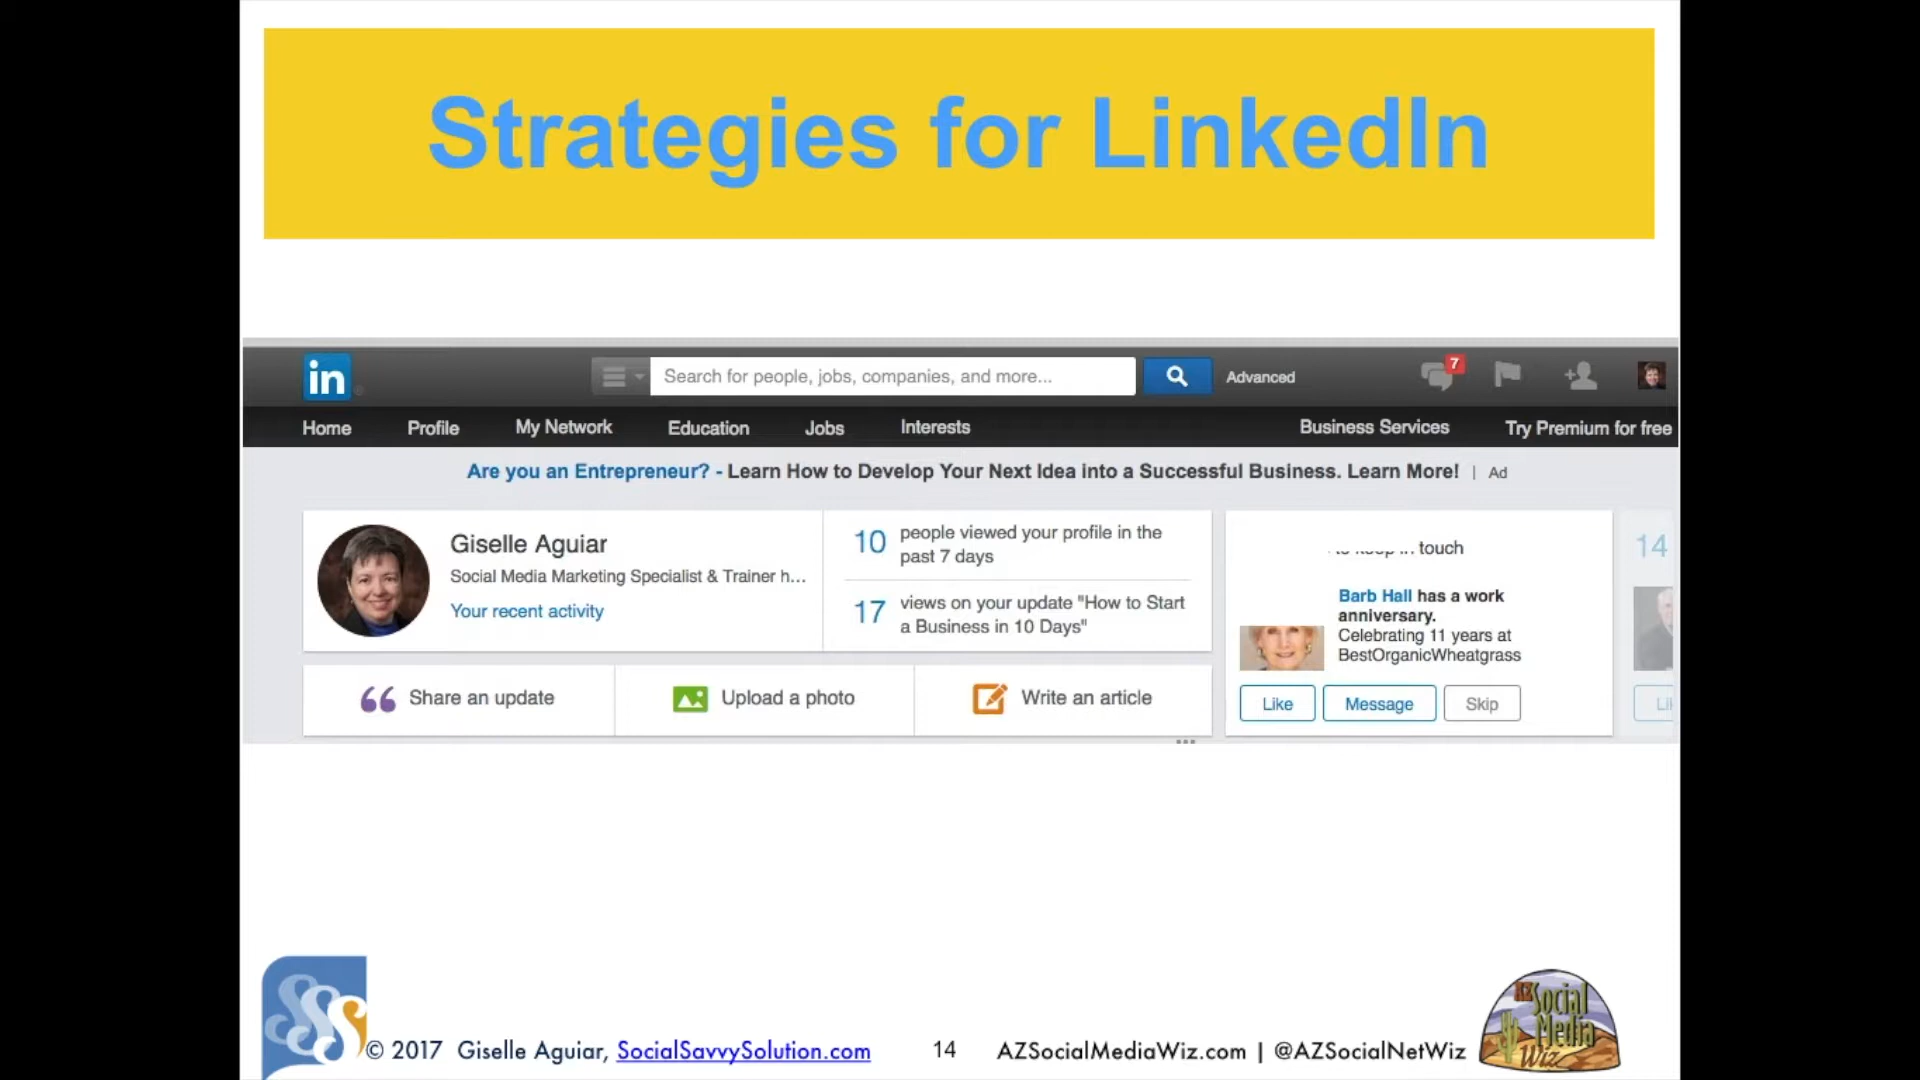 Strategies for LinkedIn
in
Search for people, jobs, companies, and more...
Advanced
7
Home Profile My Network Education Jobs Interests Business Services Try Premium for free
Are you an Entrepreneur? - Learn How to Develop Your Next Idea into a Successful Business. Learn More! | Ad
Giselle Aguiar
Social Media Marketing Specialist & Trainer h...
Your recent activity
10 people viewed your profile in the
past 7 days
17 views on your update "How to Start
a Business in 10 Days"
touch
Barb Hall has a work
anniversary.
Celebrating 11 years at
BestOrganicWheatgrass
Like Message Skip
14
Share an update Upload a photo Write an article
© 2017 Giselle Aguiar, SocialSavvySolution.com 14 AZSocialMediaWiz.com | @AZSocialNetWiz
AZ Social
Media
Wiz